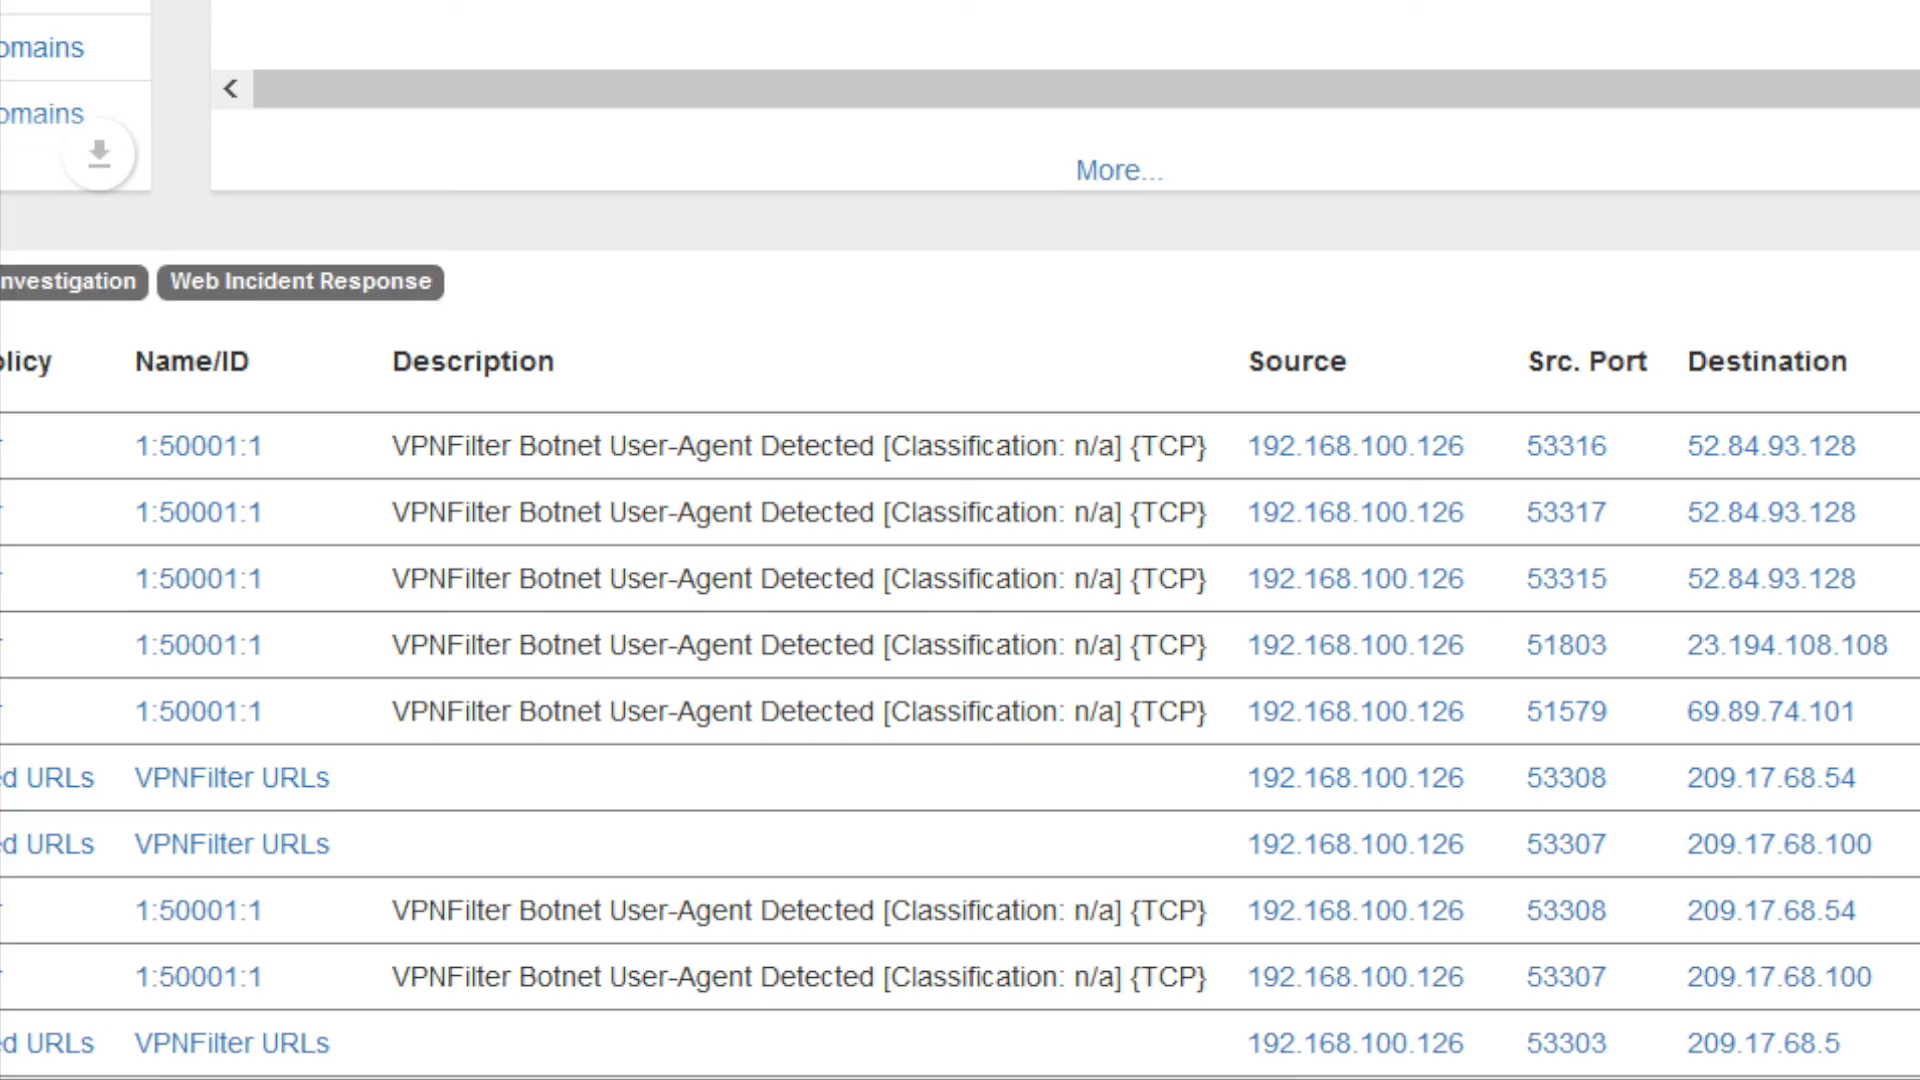 omains
omains
More...
nvestigation Web Incident Response
olicy Name/ID Description Source Src. Port Destination
1:50001:1 VPNFilter Botnet User-Agent Detected [Classification: n/a] {TCP} 192.168.100.126 53316 52.84.93.128
1:50001:1 VPNFilter Botnet User-Agent Detected [Classification: n/a] {TCP} 192.168.100.126 53317 52.84.93.128
1:50001:1 VPNFilter Botnet User-Agent Detected [Classification: n/a] {TCP} 192.168.100.126 53315 52.84.93.128
1:50001:1 VPNFilter Botnet User-Agent Detected [Classification: n/a] {TCP} 192.168.100.126 51803 23.194.108.108
1:50001:1 VPNFilter Botnet User-Agent Detected [Classification: n/a] {TCP} 192.168.100.126 51579 69.89.74.101
ed URLs VPNFilter URLs 192.168.100.126 53308 209.17.68.54
ed URLs VPNFilter URLs 192.168.100.126 53307 209.17.68.100
1:50001:1 VPNFilter Botnet User-Agent Detected [Classification: n/a] {TCP} 192.168.100.126 53308 209.17.68.54
1:50001:1 VPNFilter Botnet User-Agent Detected [Classification: n/a] {TCP} 192.168.100.126 53307 209.17.68.100
ed URLs VPNFilter URLs 192.168.100.126 53303 209.17.68.5